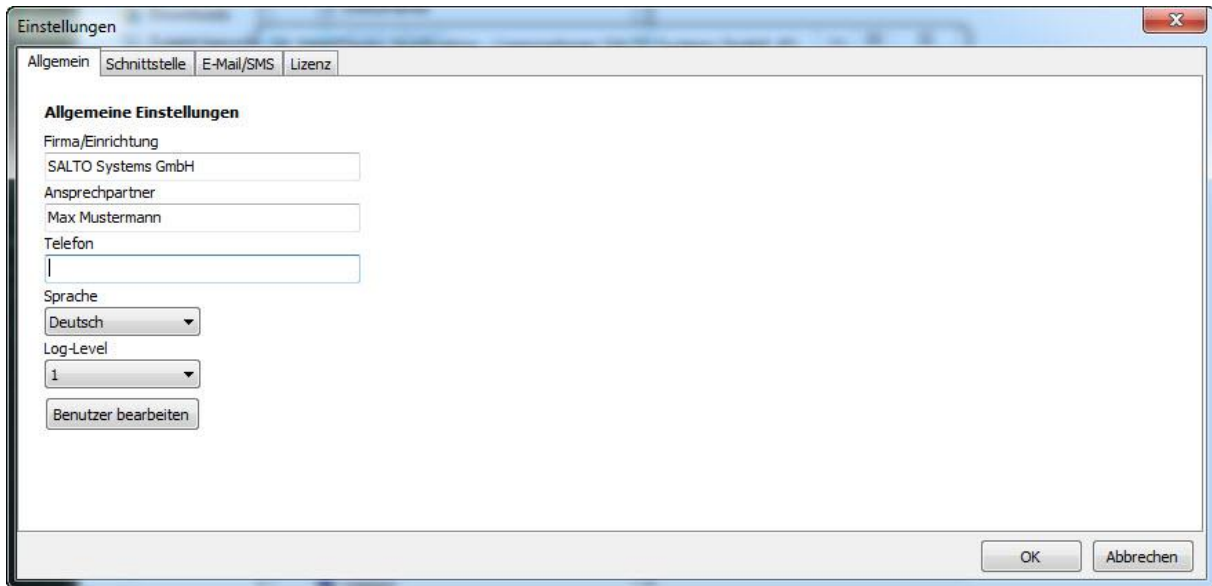 Einstellungen
Allgemein Schnittstelle E-Mail/SMS Lizenz
Allgemeine Einstellungen
Firma/Einrichtung
SALTO Systems GmbH
Ansprechpartner
Max Mustermann
Telefon
Sprache
Deutsch
Log-Level
1
Benutzer bearbeiten
OK Abbrechen